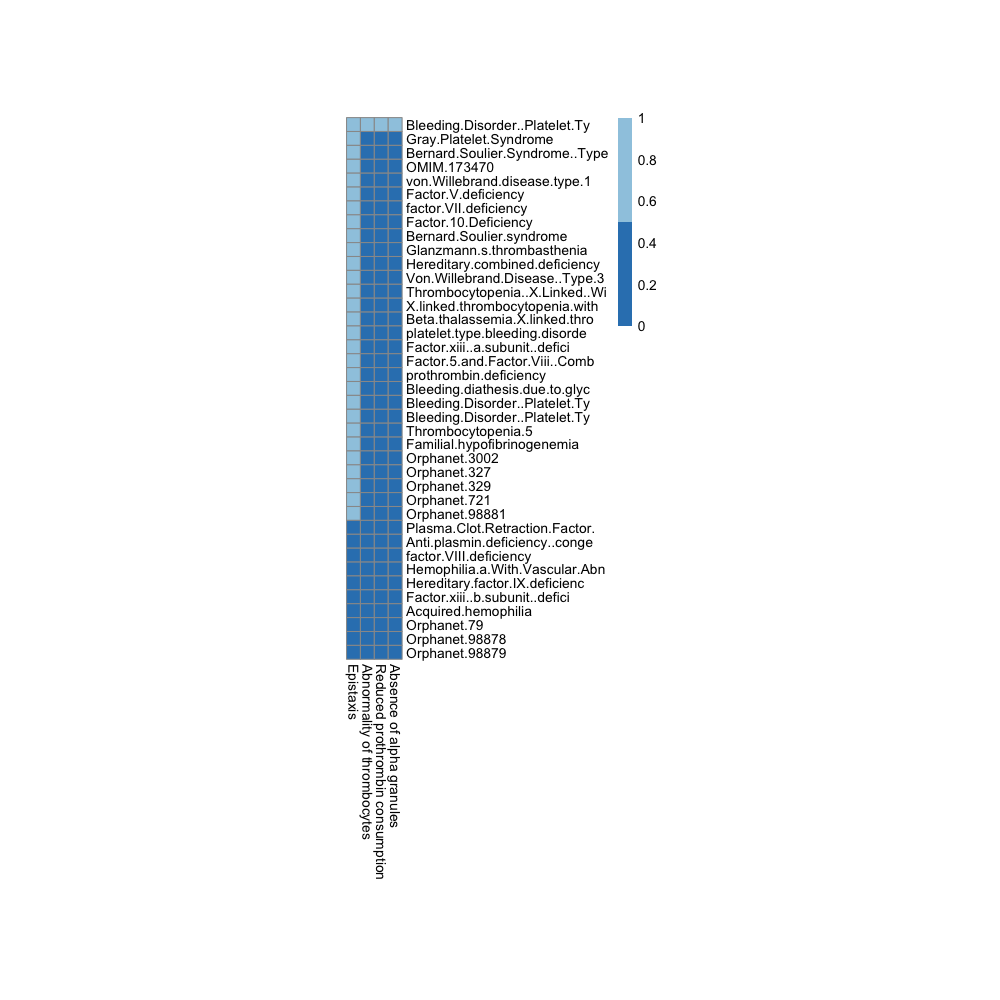 Bleeding.Disorder..Platelet.Ty
Gray.Platelet.Syndrome
Bernard.Soulier.Syndrome..Type
OMIM.173470
von.Willebrand.disease.type.1
Factor.V.deficiency
factor.VII.deficiency
Factor.10.Deficiency
Bernard.Soulier.syndrome
Glanzmann.s.thrombasthenia
Hereditary.combined.deficiency
Von.Willebrand.Disease..Type.3
Thrombocytopenia..X.Linked..Wi
X.linked.thrombocytopenia.with
Beta.thalassemia.X.linked.thro
platelet.type.bleeding.disorde
Factor.xiii..a.subunit..defici
Factor.5.and.Factor.Viii..Comb
prothrombin.deficiency
Bleeding.diathesis.due.to.glyc
Bleeding.Disorder..Platelet.Ty
Bleeding.Disorder..Platelet.Ty
Thrombocytopenia.5
Familial.hypofibrinogenemia
Orphanet.3002
Orphanet.327
Orphanet.329
Orphanet.721
Orphanet.98881
Plasma.Clot.Retraction.Factor.
Anti.plasmin.deficiency..conge
factor.VIII.deficiency
Hemophilia.a.With.Vascular.Abn
Hereditary.factor.IX.deficienc
Factor.xiii..b.subunit..defici
Acquired.hemophilia
Orphanet.79
Orphanet.98878
Orphanet.98879
1
0.8
0.6
0.4
0.2
0
Epistaxis
Abnormality of thrombocytes
Reduced prothrombin consumption
Absence of alpha granules